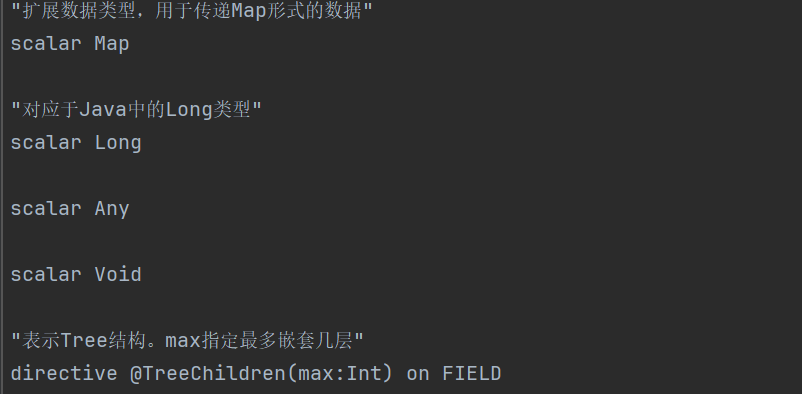 "扩展数据类型，用于传递Map形式的数据"
scalar Map
"对应于Java中的Long类型"
scalar Long
scalar Any
scalar Void
"表示Tree结构。max指定最多嵌套几层"
directive @TreeChildren(max:Int) on FIELD